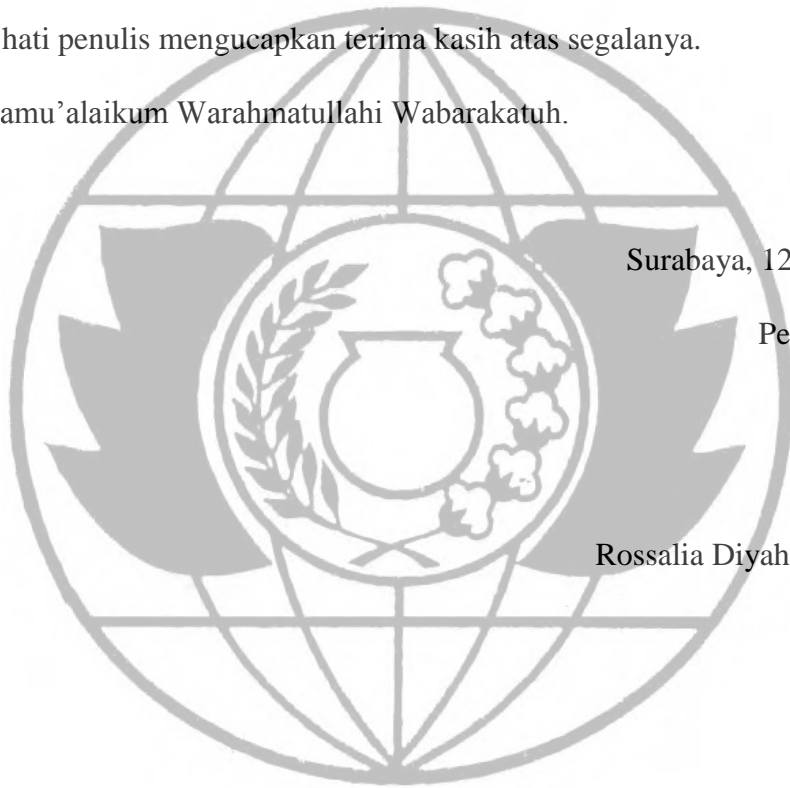 hati penulis mengucapkan terima kasih atas segalanya.
amu’alaikum Warahmatullahi Wabarakatuh.
Surabaya, 12
Pe
Rossalia Diyah